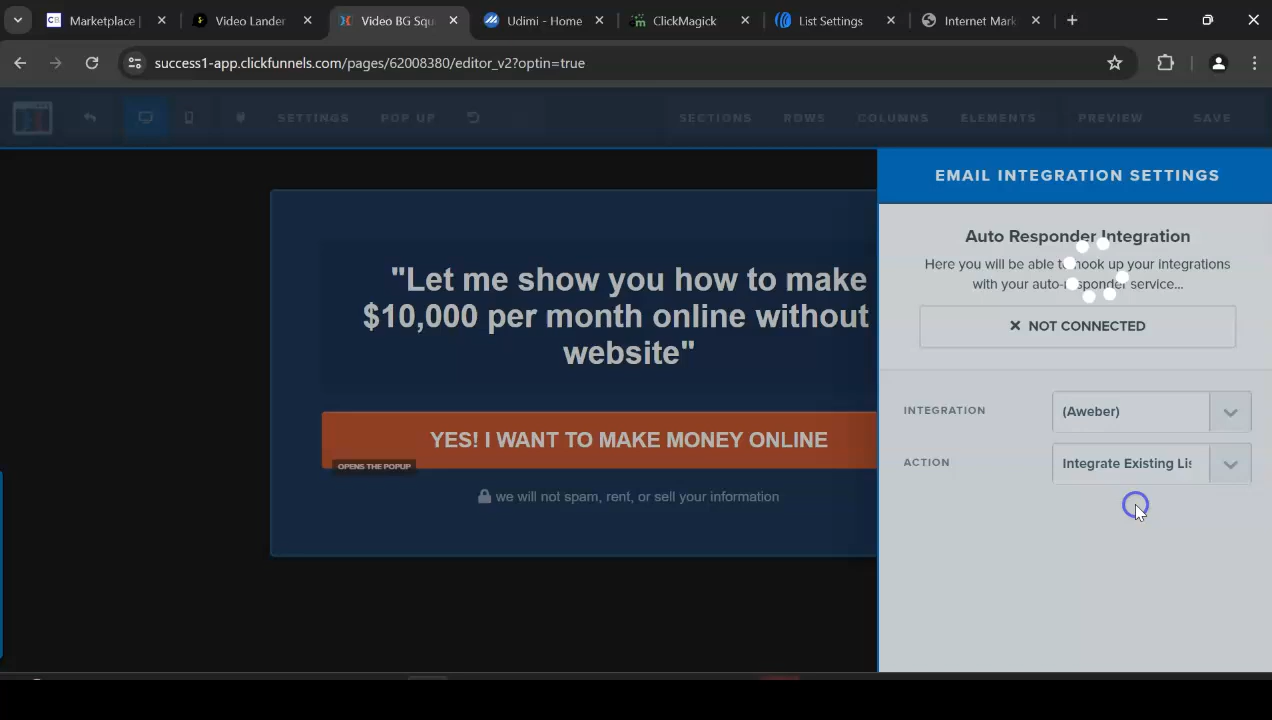 Marketplace |
Video Lander
Video BG Squ
Udimi - Home
ClickMagick
List Settings
Internet Mark
success1-app.clickfunnels.com/pages/62008380/editor_v2?optin=true
SETTINGS
POP UP
SECTIONS
ROWS
COLUMNS
ELEMENTS
PREVIEW
SAVE
EMAIL INTEGRATION SETTINGS
Auto Responder Integration
Here you will be able to hook up your integrations
with your auto-responder service...
NOT CONNECTED
INTEGRATION
(Aweber)
ACTION
Integrate Existing Lis
"Let me show you how to make
$10,000 per month online without
website"
YES! I WANT TO MAKE MONEY ONLINE
OPENS THE POPUP
we will not spam, rent, or sell your information